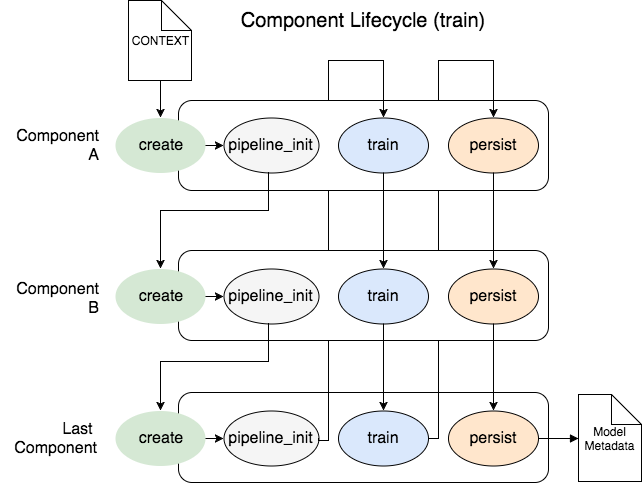 Component Lifecycle (train)
CONTEXT
Component
A
create
pipeline_init
train
persist
Component
B
create
pipeline_init
train
persist
Last
Component
create
pipeline_init
train
persist
Model
Metadata